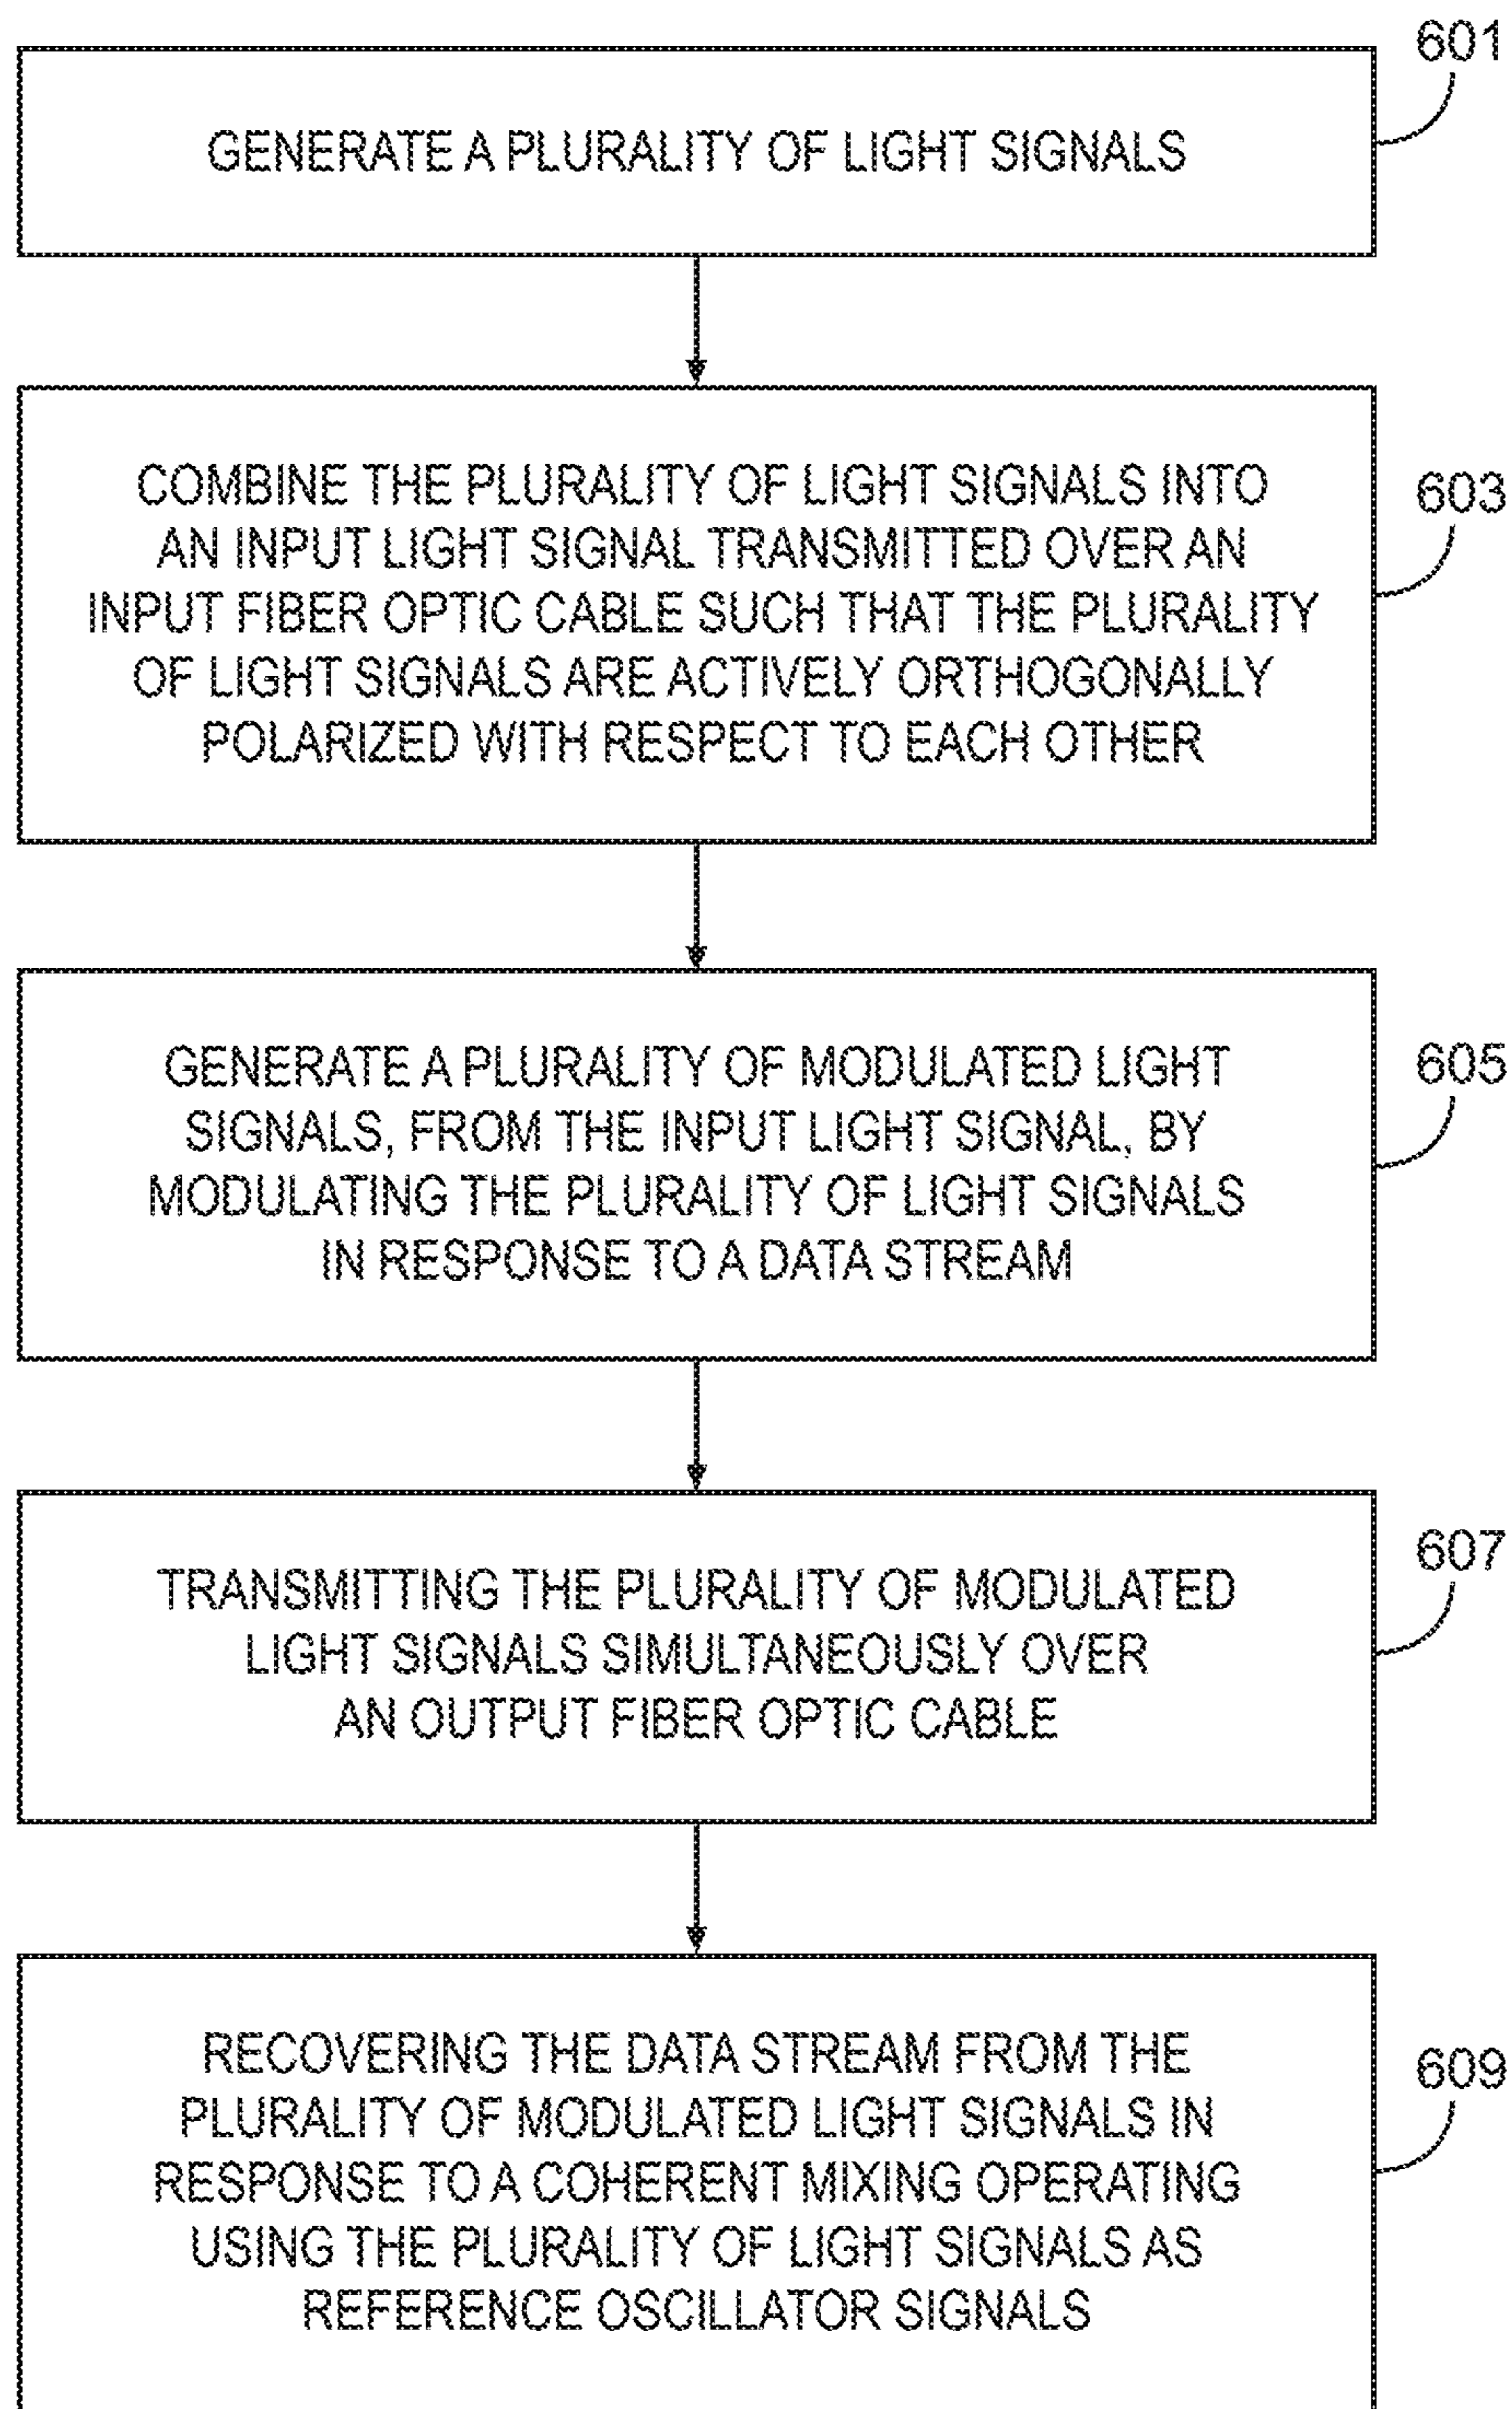 601
GENERATE A PLURALITY OF LIGHT SIGNALS
603
COMBINE THE PLURALITY OF LIGHT SIGNALS INTO
AN INPUT LIGHT SIGNAL TRANSMITTED OVER AN
INPUT FIBER OPTIC CABLE SUCH THAT THE PLURALITY
OF LIGHT SIGNALS ARE ACTIVELY ORTHOGONALLY
POLARIZED WITH RESPECT TO EACH OTHER
605
GENERATE A PLURALITY OF MODULATED LIGHT
SIGNALS, FROM THE INPUT LIGHT SIGNAL, BY
MODULATING THE PLURALITY OF LIGHT SIGNALS
IN RESPONSE TO A DATA STREAM
607
TRANSMITTING THE PLURALITY OF MODULATED
LIGHT SIGNALS SIMULTANEOUSLY OVER
AN OUTPUT FIBER OPTIC CABLE
609
RECOVERING THE DATA STREAM FROM THE
PLURALITY OF MODULATED LIGHT SIGNALS IN
RESPONSE TO A COHERENT MIXING OPERATING
USING THE PLURALITY OF LIGHT SIGNALS AS
REFERENCE OSCILLATOR SIGNALS